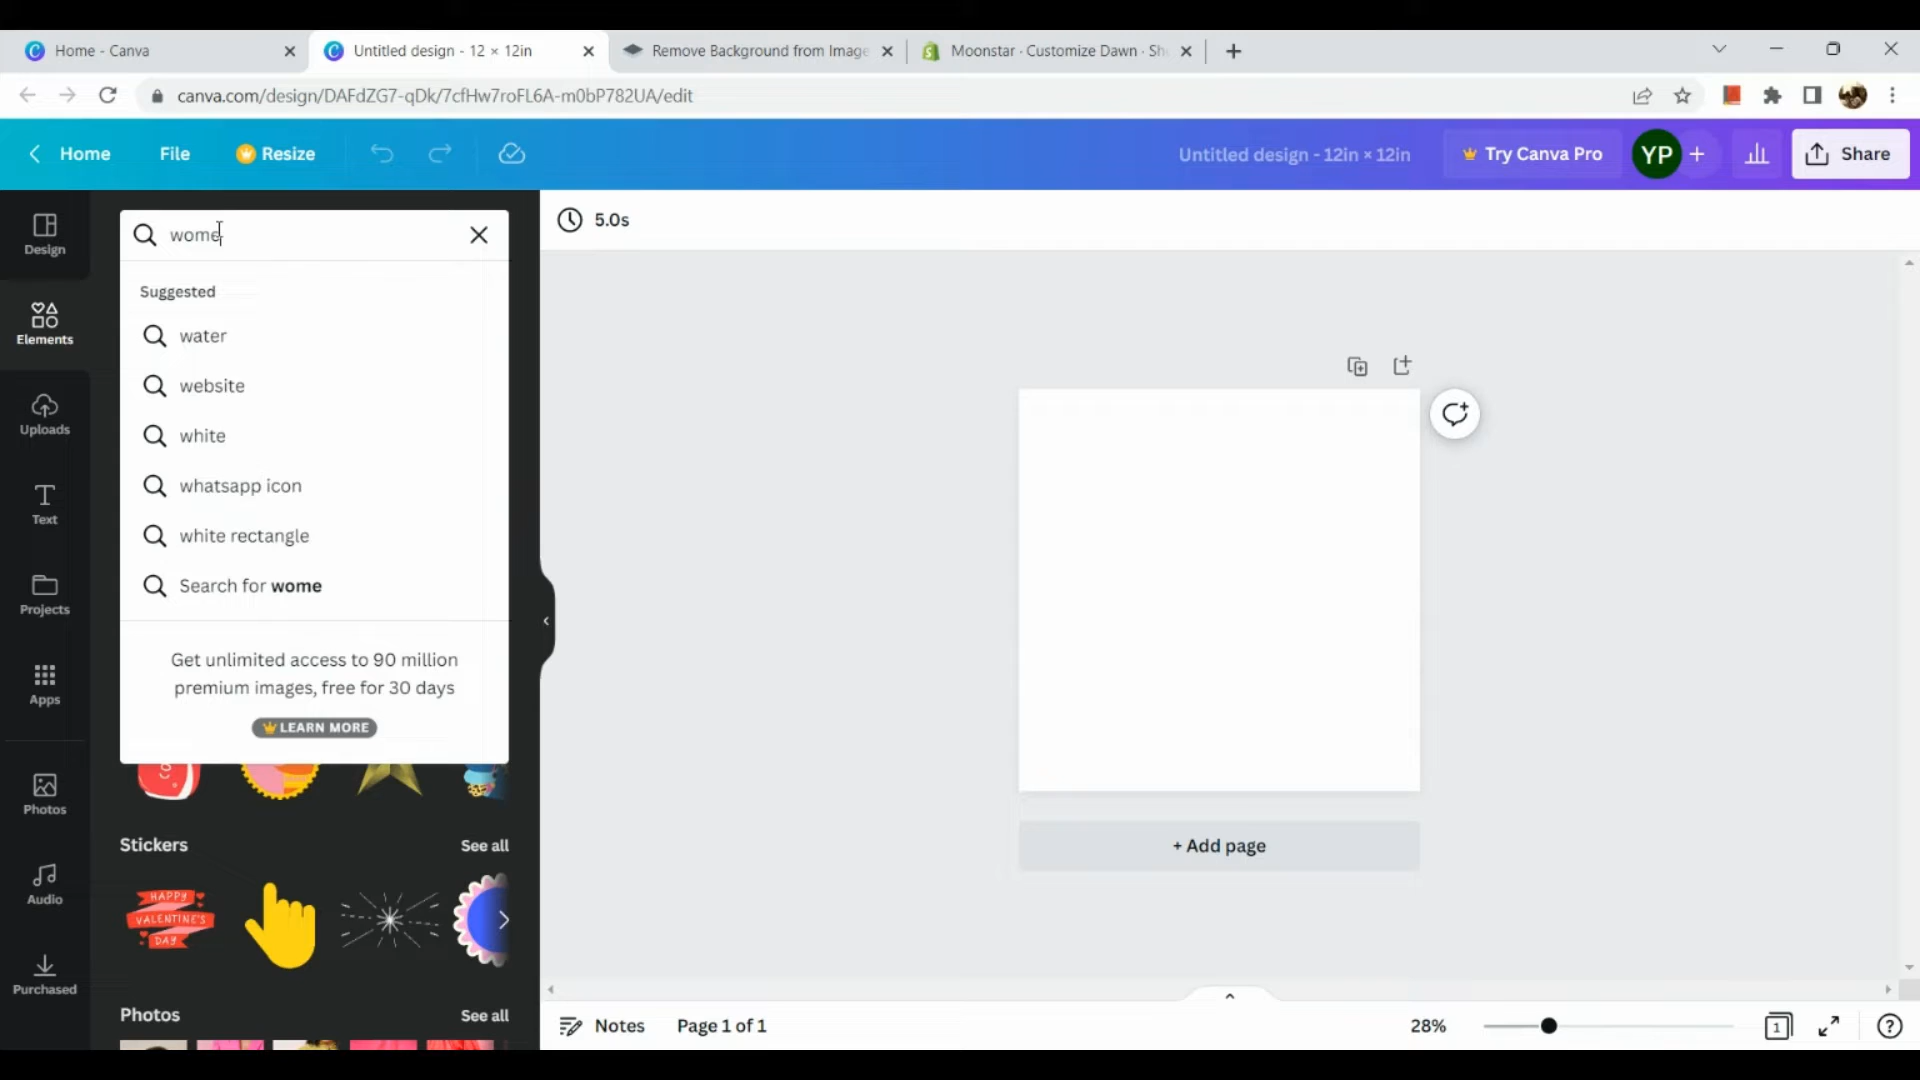 Home - Canva
Untitled design - 12 × 12in
Remove Background from Image
Moonstar · Customize Dawn · Sh
canva.com/design/DAFdZG7-qDk/7cfHw7roFL6A-m0bP782UA/edit
Home
File
Resize
Untitled design - 12in × 12in
Try Canva Pro
YP
Share
Design
Elements
Uploads
Text
Projects
Apps
Photos
Audio
Purchased
wome
Suggested
water
website
white
whatsapp icon
white rectangle
Search for wome
Get unlimited access to 90 million
premium images, free for 30 days
LEARN MORE
Stickers
See all
HAPPY
VALENTINE'S
DAY
Photos
See all
5.0s
+ Add page
Notes
Page 1 of 1
28%
1